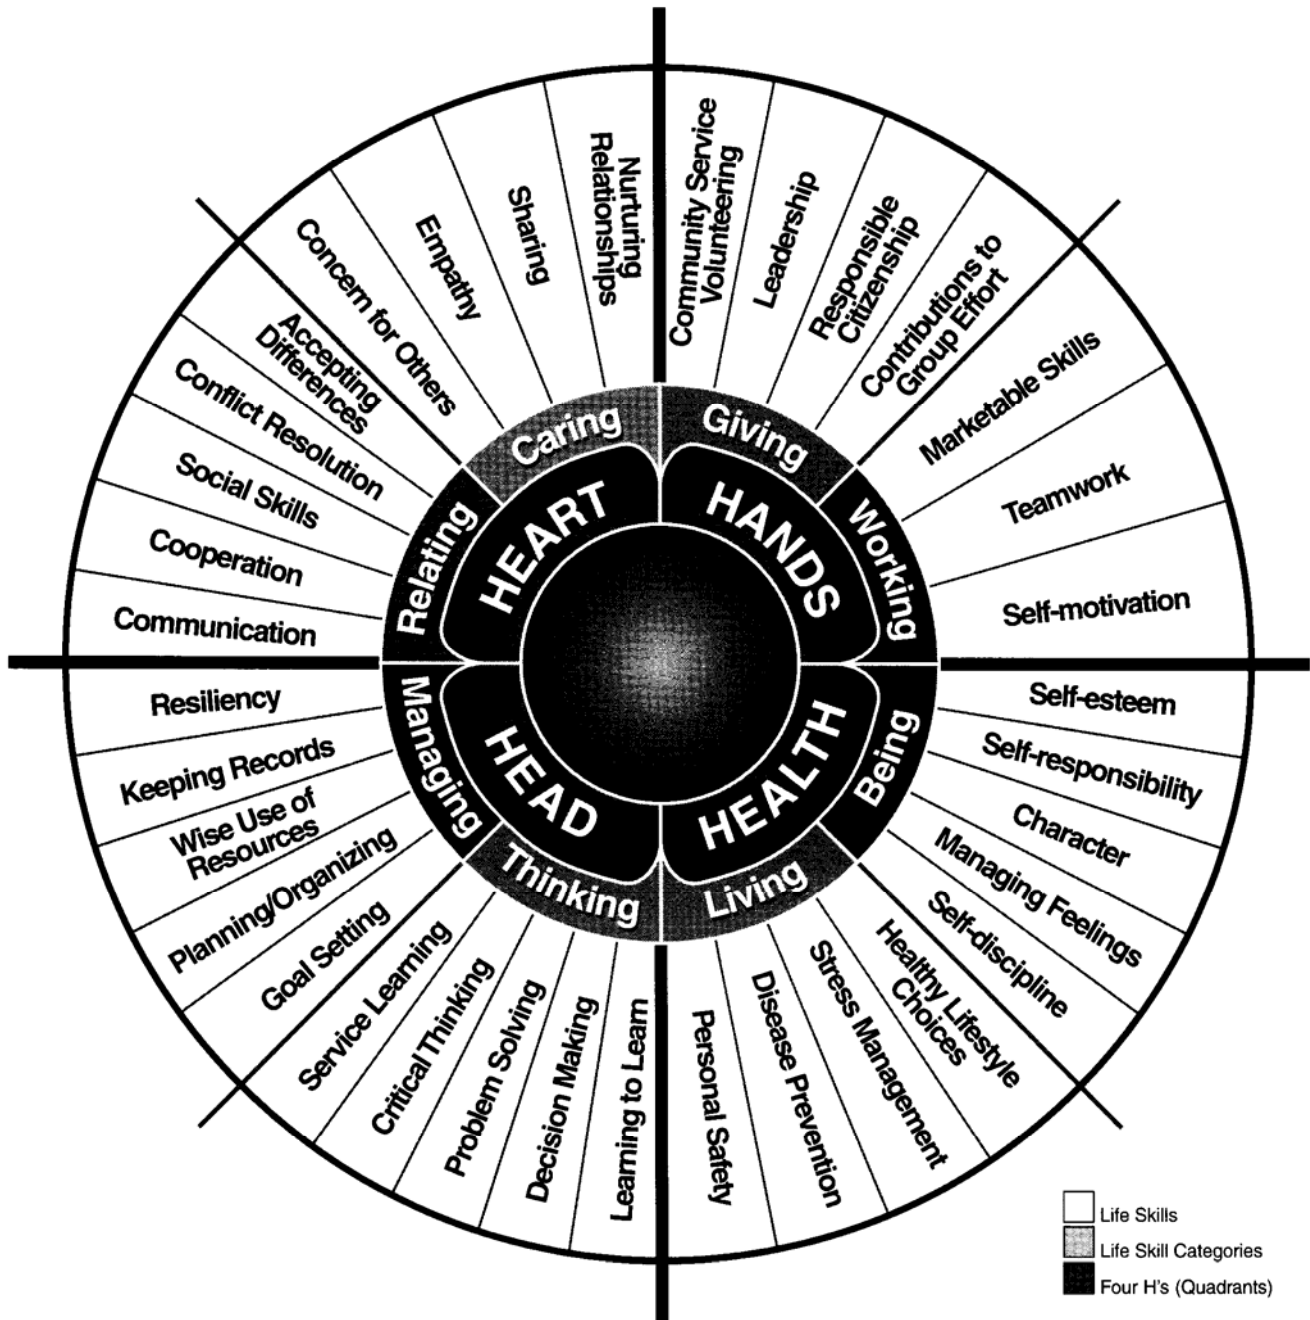 Nurturing
Relationships
Sharing
Empathy
Concern for Others
Accepting
Differences
Conflict Resolution
Social Skills
Cooperation
Communication
Caring
Relating
HEART
Community Service
Volunteering
Leadership
Responsible
Citizenship
Contributions to
Group Effort
Marketable Skills
Teamwork
Self-motivation
Giving
Working
HANDS
Self-esteem
Self-responsibility
Character
Managing Feelings
Self-discipline
Healthy Lifestyle
Choices
Stress Management
Disease Prevention
Personal Safety
Being
Living
HEALTH
Resiliency
Keeping Records
Wise Use of
Resources
Planning/Organizing
Goal Setting
Service Learning
Critical Thinking
Problem Solving
Decision Making
Learning to Learn
Managing
Thinking
HEAD
Life Skills
Life Skill Categories
Four H's (Quadrants)